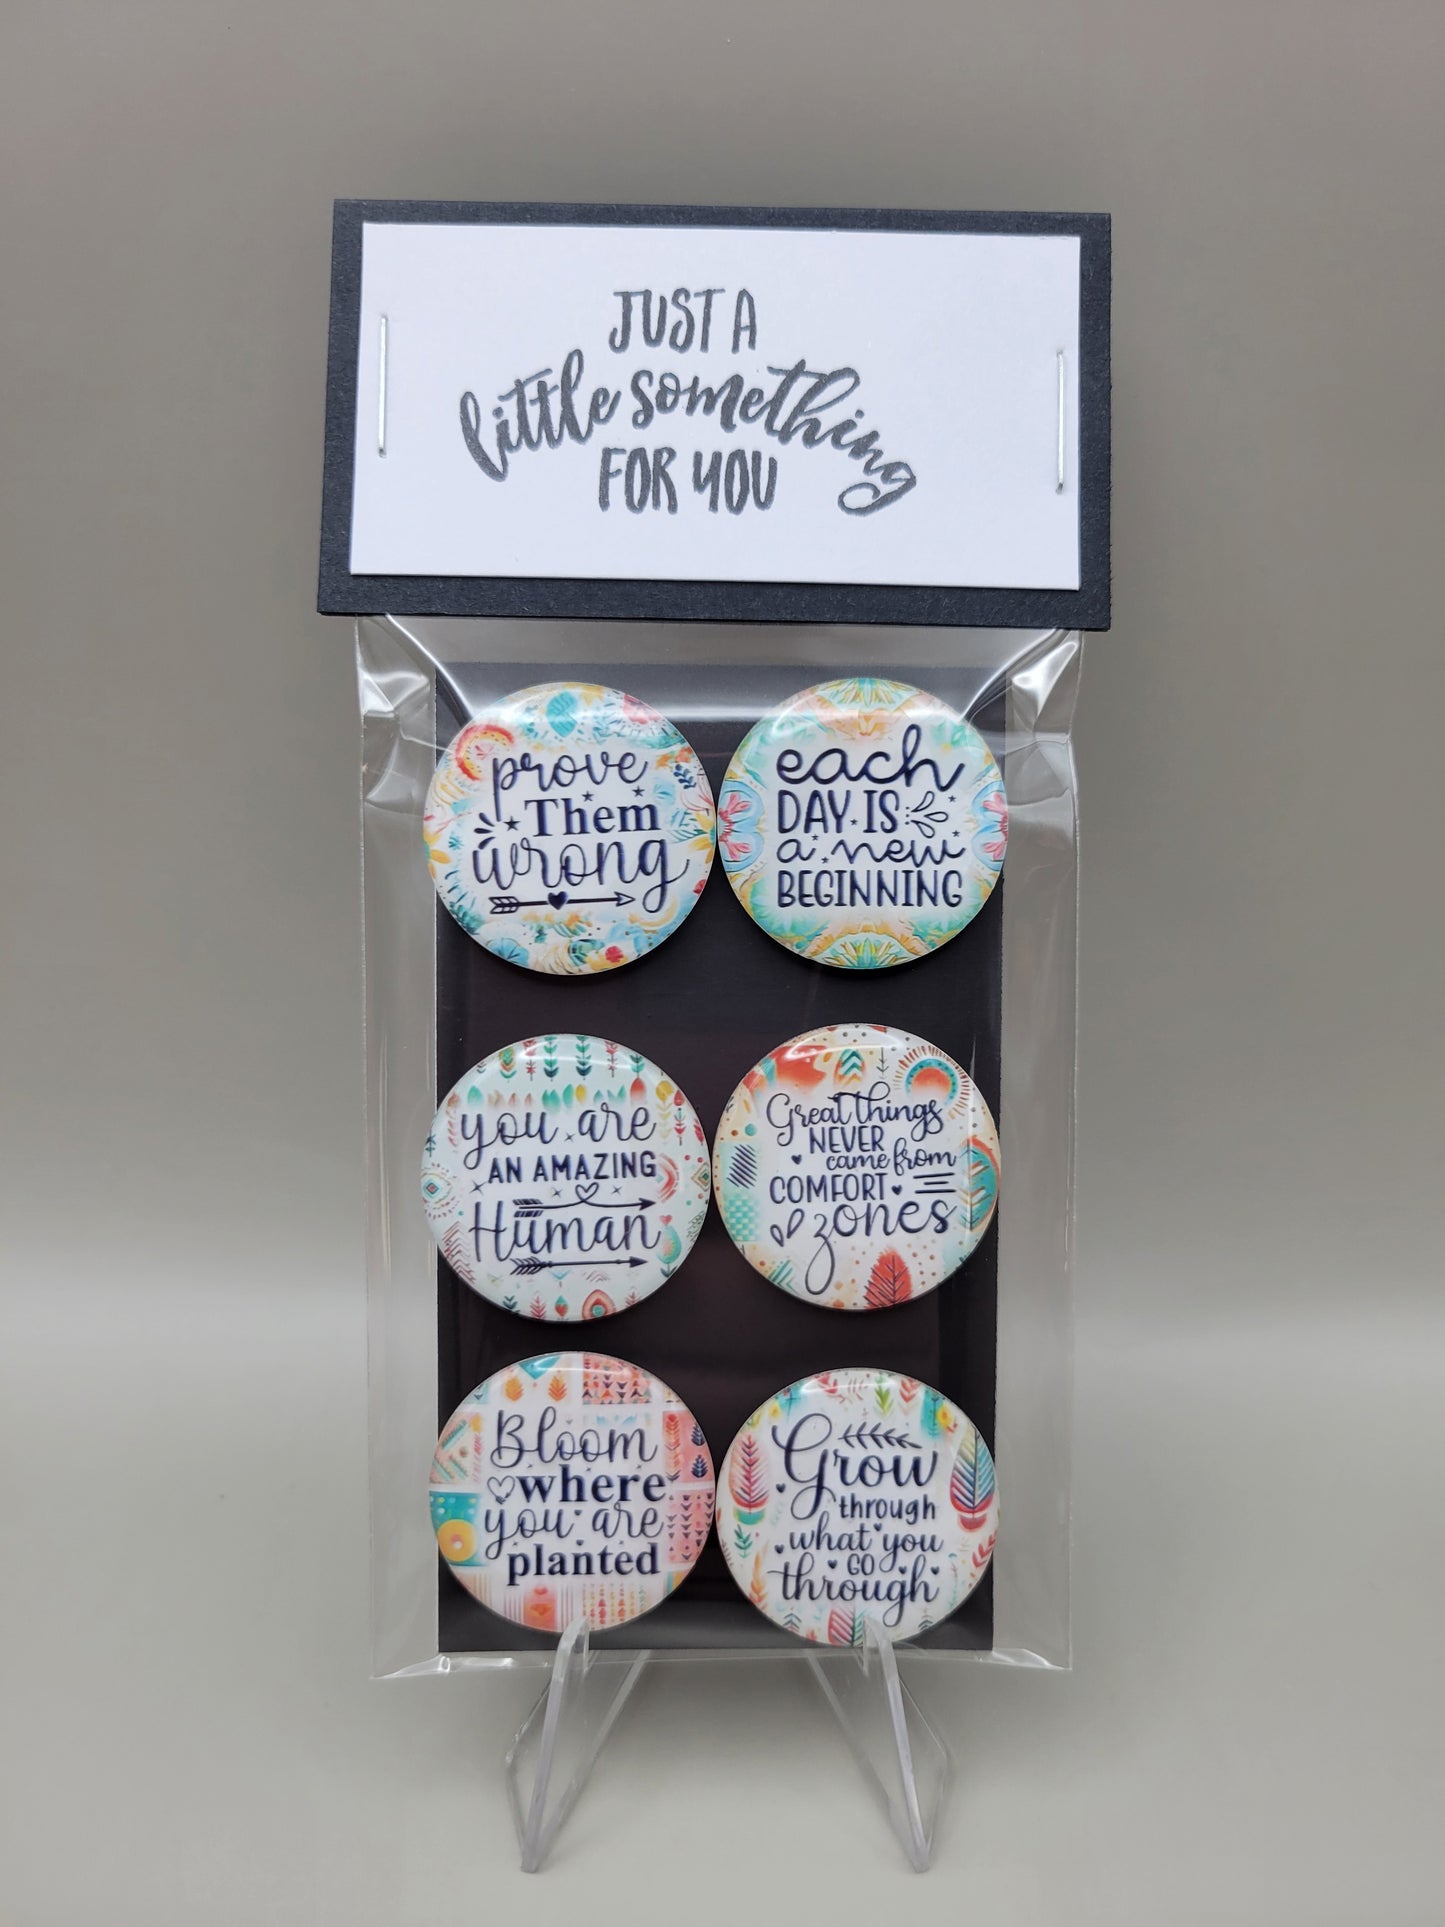 JUST A
little something
FOR YOU
prove
Them
wrong
each
DAY IS
a new
BEGINNING
you are
AN AMAZING
Human
Great things
NEVER
came from
COMFORT
zones
Bloom
where
you are
planted
Grow
through
what you
GO
through